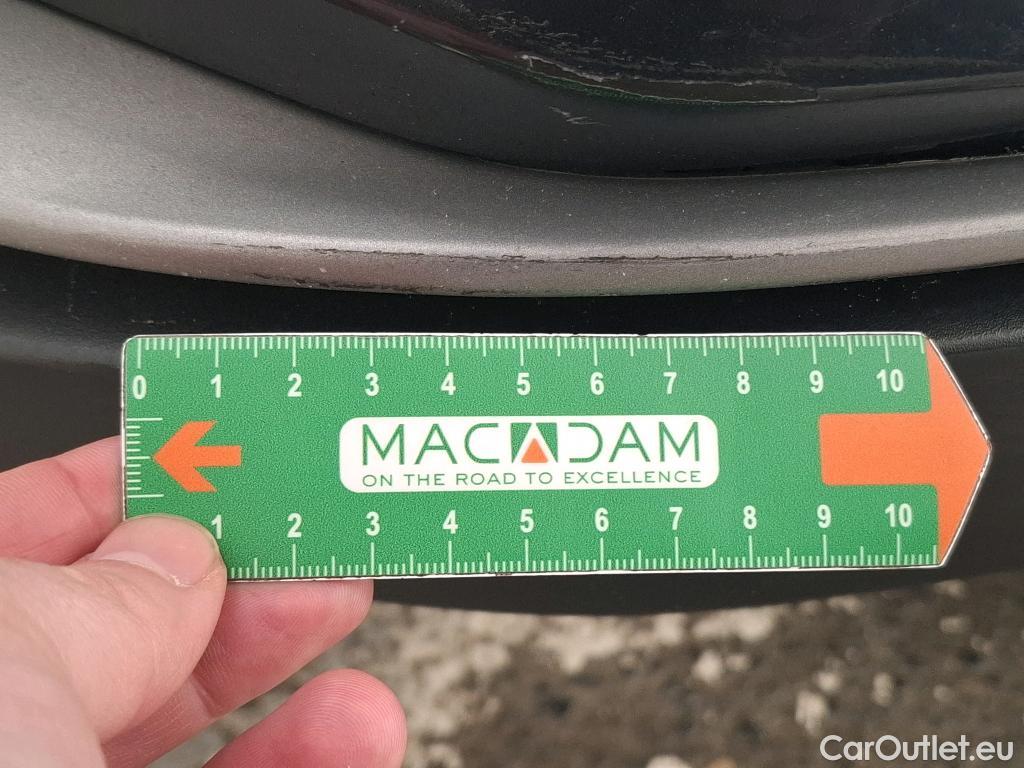 0 1 2 3 4 5 6 7 8 9 10
MACADAM
ON THE ROAD TO EXCELLENCE
1 2 3 4 5 6 7 8 9 10
CarOutlet.eu